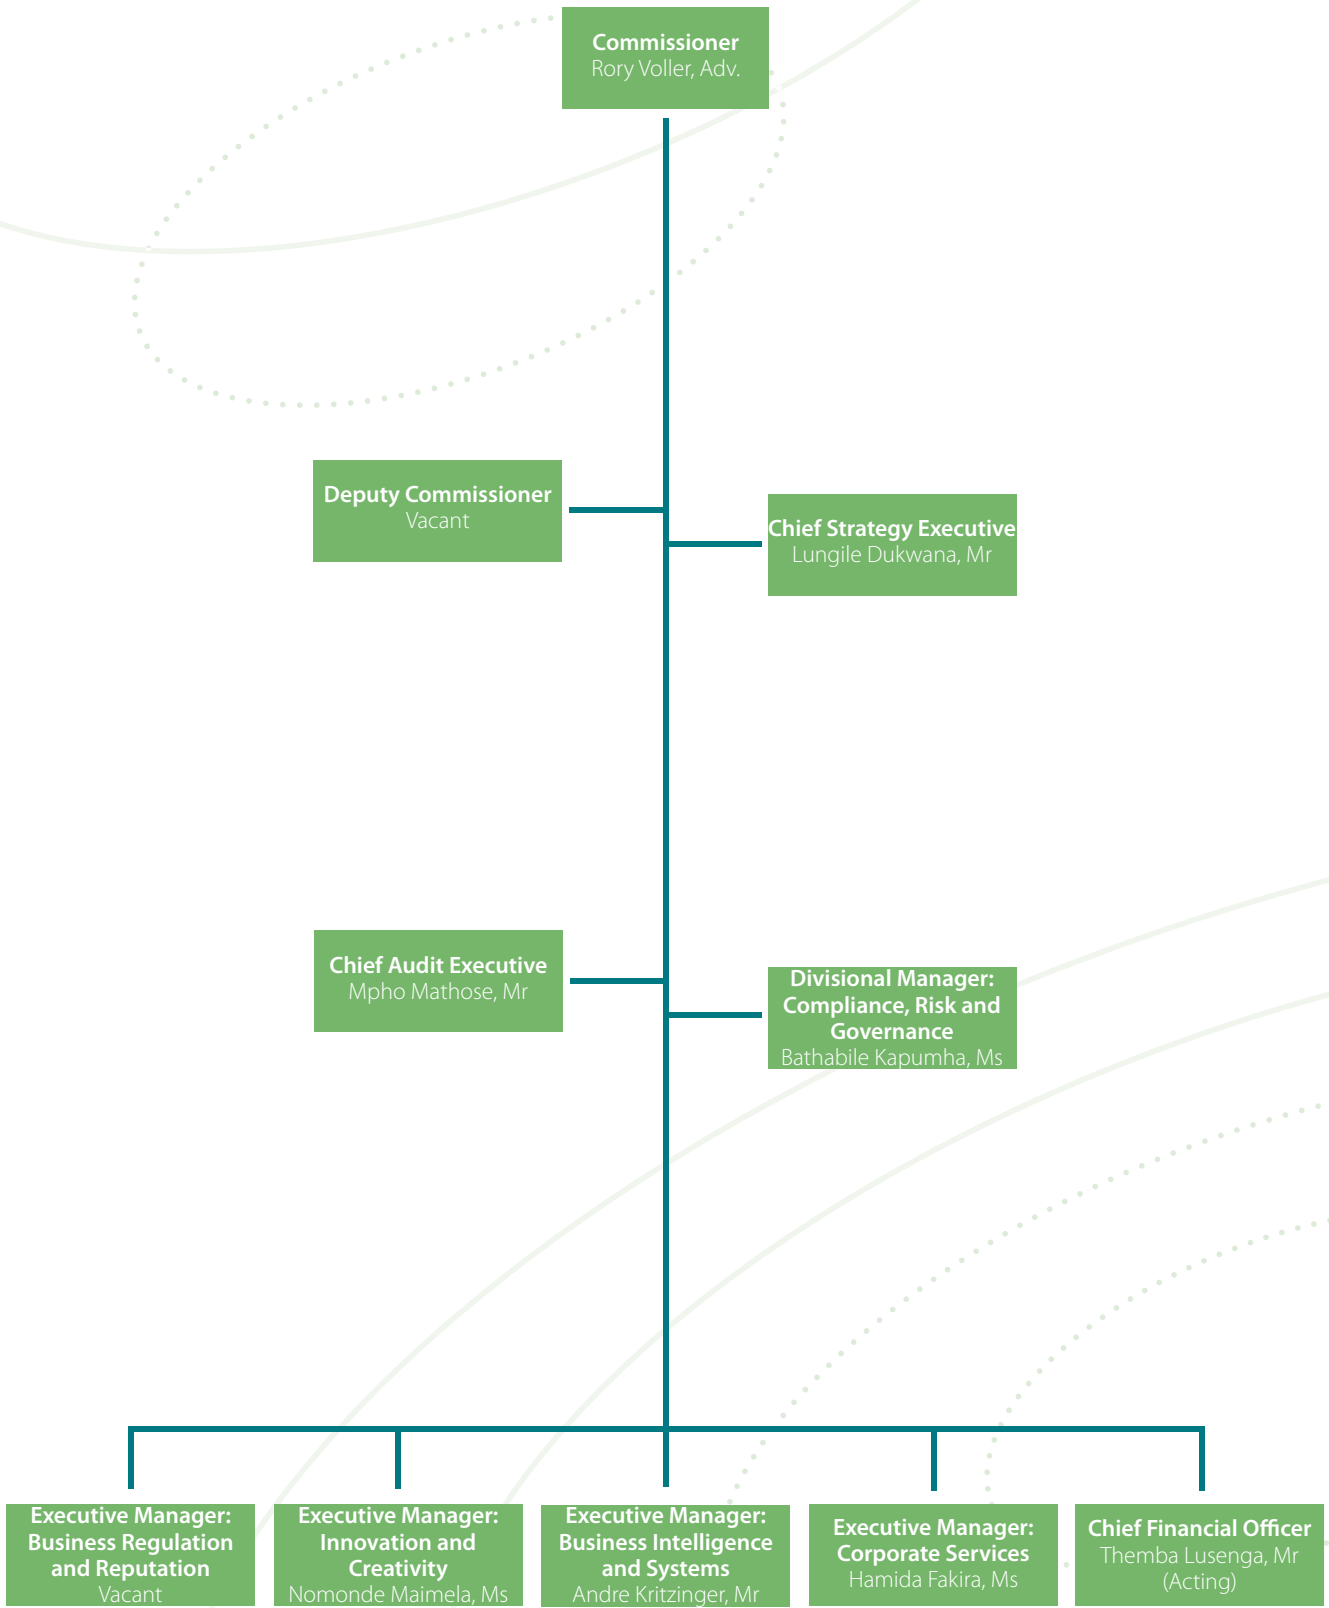 Commissioner
Rory Voller, Adv.
Deputy Commissioner
Vacant
Chief Strategy Executive
Lungile Dukwana, Mr
Chief Audit Executive
Mpho Mathose, Mr
Divisional Manager:
Compliance, Risk and
Governance
Bathabile Kapumha, Ms
Executive Manager:
Business Regulation
and Reputation
Vacant
Executive Manager:
Innovation and
Creativity
Nomonde Maimela, Ms
Executive Manager:
Business Intelligence
and Systems
Andre Kritzinger, Mr
Executive Manager:
Corporate Services
Hamida Fakira, Ms
Chief Financial Officer
Themba Lusenga, Mr
(Acting)